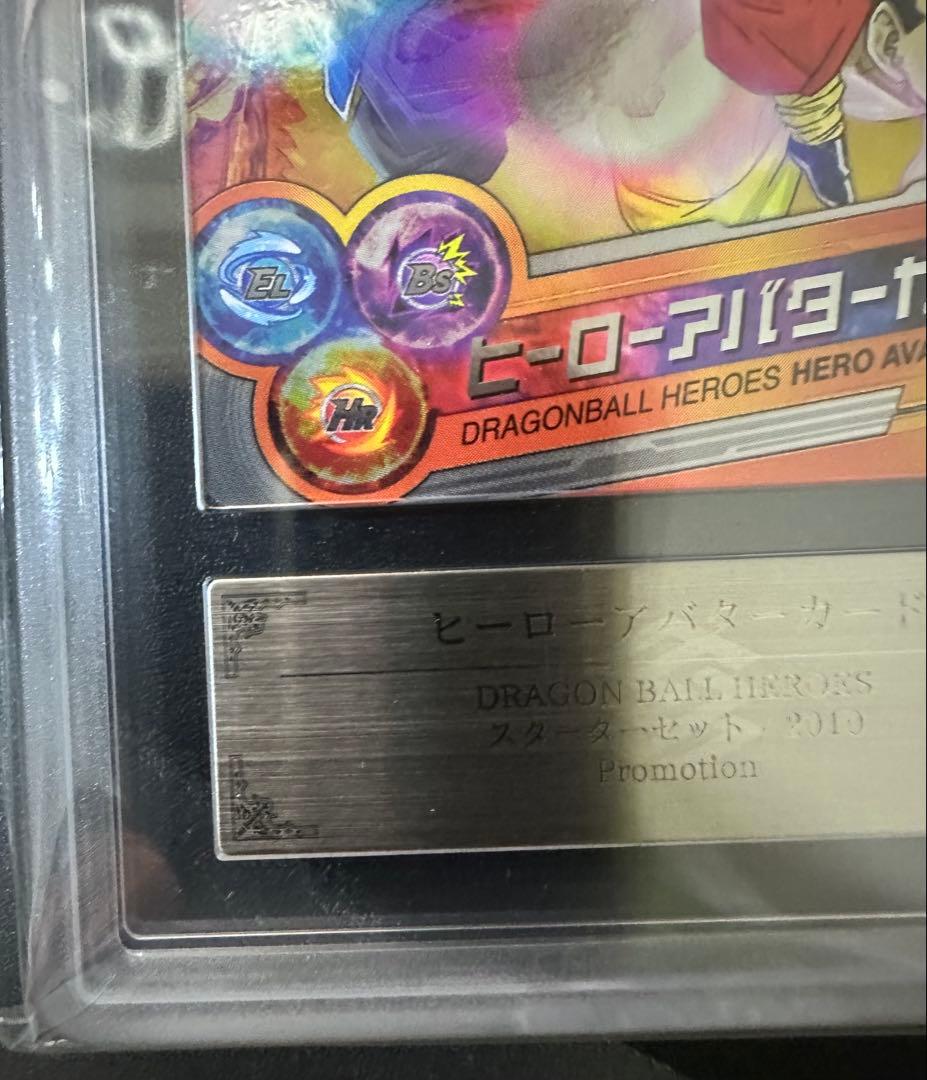 EL
BS
HR
ヒーローアバターカ
DRAGONBALL HEROES HERO AVA
ヒーローアバターカード
DRAGON BALL HEROES
スターターセット / 2010
Promotion